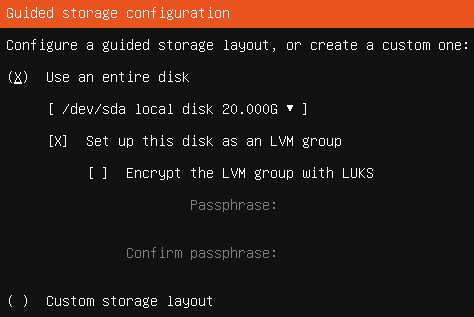 Guided storage configuration
Configure a guided storage layout, or create a custom one:
(X) Use an entire disk
[ /dev/sda local disk 20.000G ▾ ]
[X] Set up this disk as an LVM group
[ ] Encrypt the LVM group with LUKS
Passphrase:
Confirm passphrase:
( ) Custom storage layout